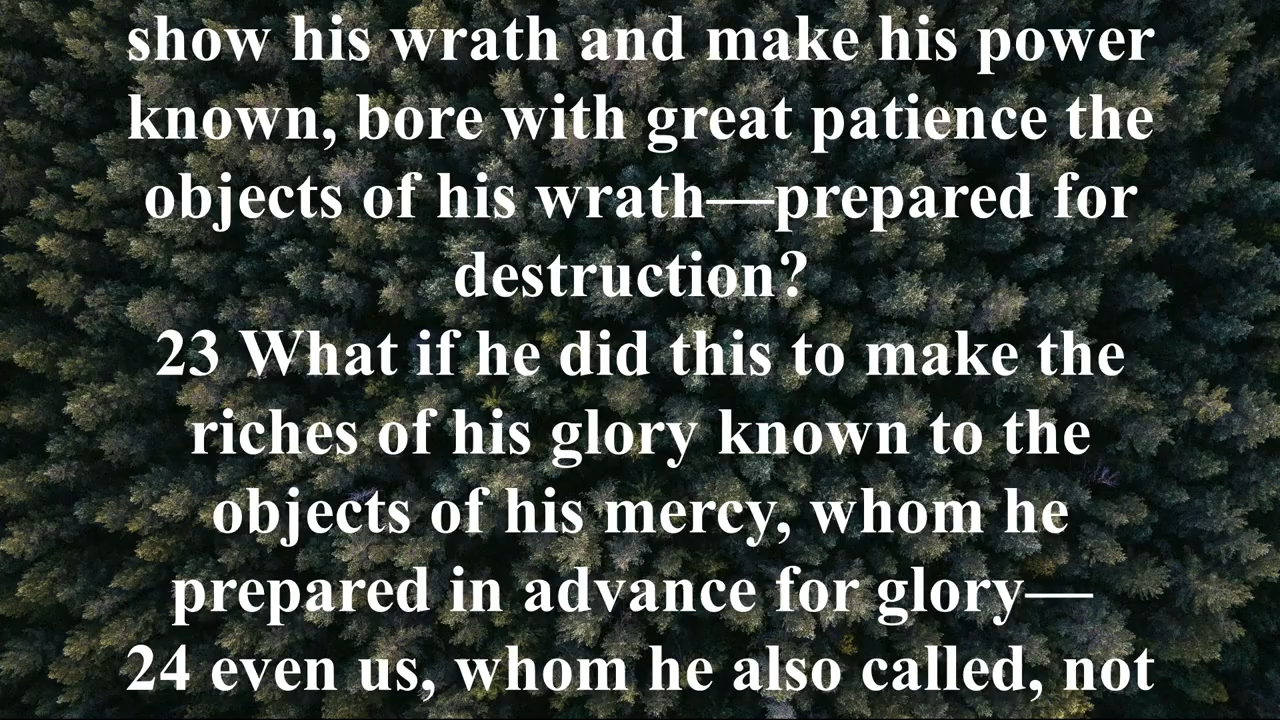 show his wrath and make his power
known, bore with great patience the
objects of his wrath—prepared for
destruction?
23 What if he did this to make the
riches of his glory known to the
objects of his mercy, whom he
prepared in advance for glory—
24 even us, whom he also called, not